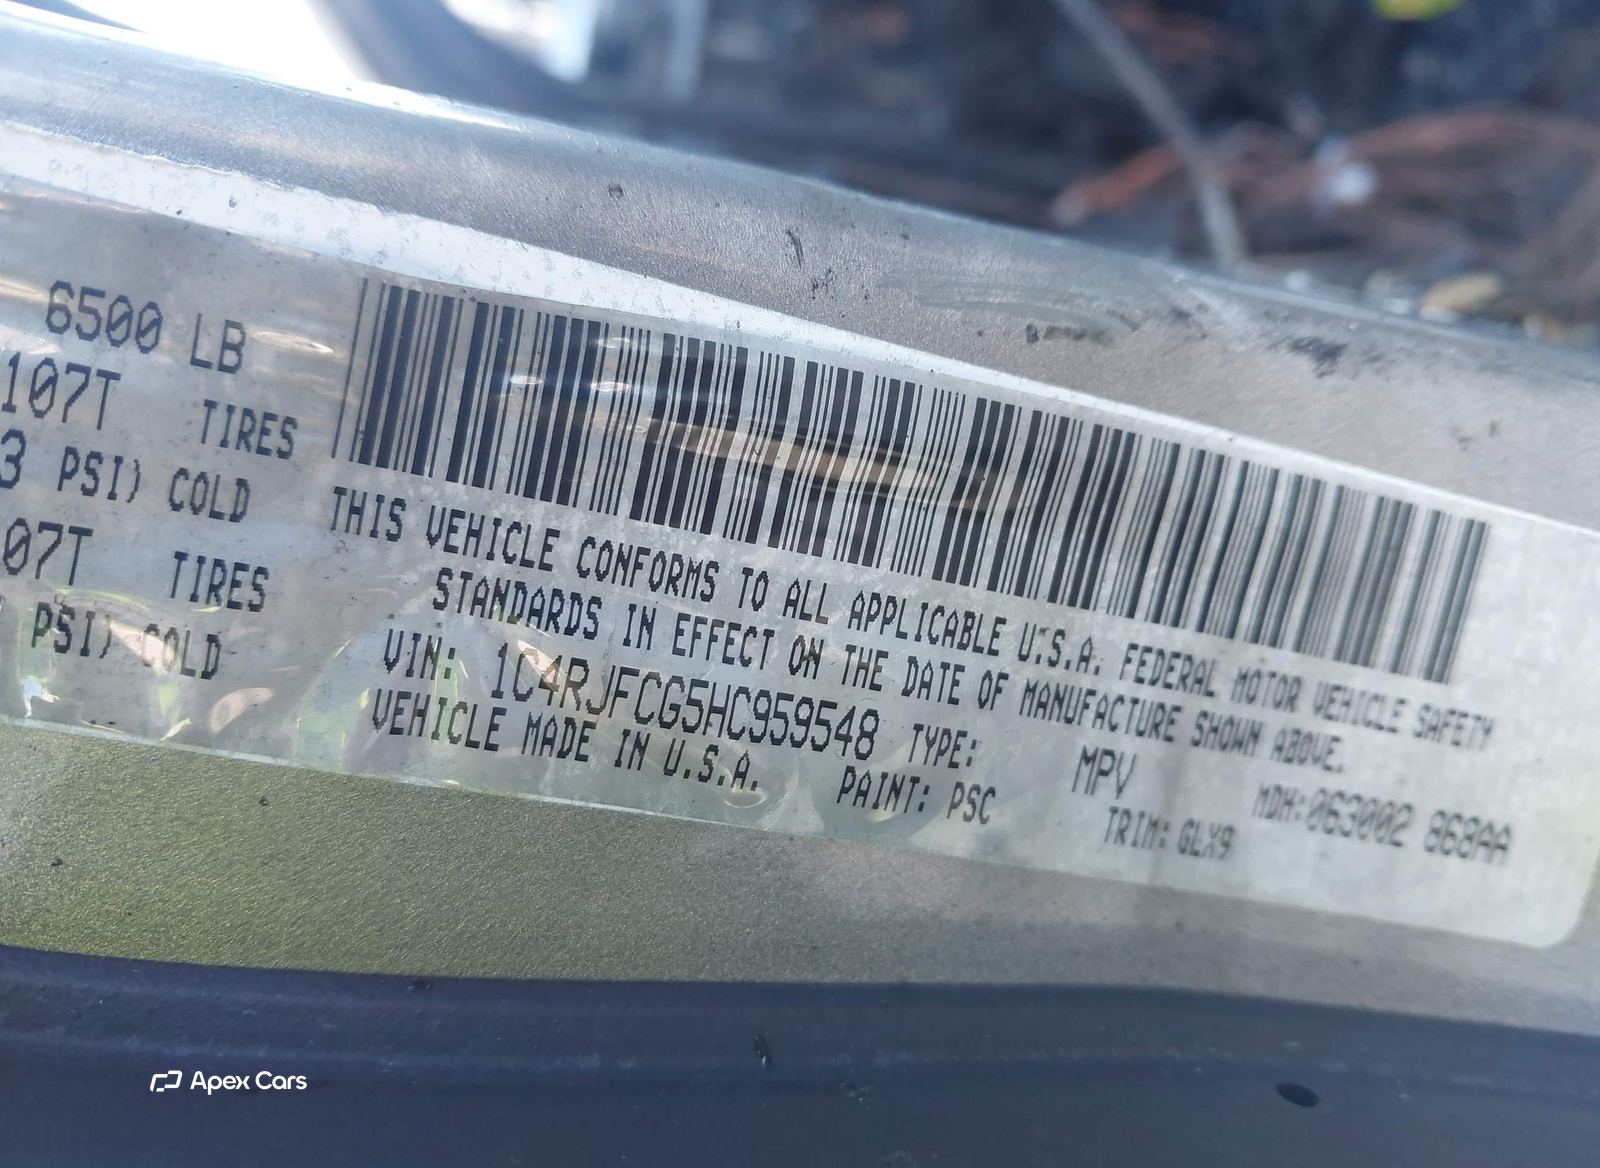 6500 LB
107T TIRES
3 PSI) COLD
07T TIRES
PSI) COLD
THIS VEHICLE CONFORMS TO ALL APPLICABLE U.S.A. FEDERAL MOTOR VEHICLE SAFETY
STANDARDS IN EFFECT ON THE DATE OF MANUFACTURE SHOWN ABOVE.
VIN: 1C4RJFCG5HC959548 TYPE: MPV MDH:063002 868AA
VEHICLE MADE IN U.S.A. PAINT: PSC TRIM: GLX9
Apex Cars